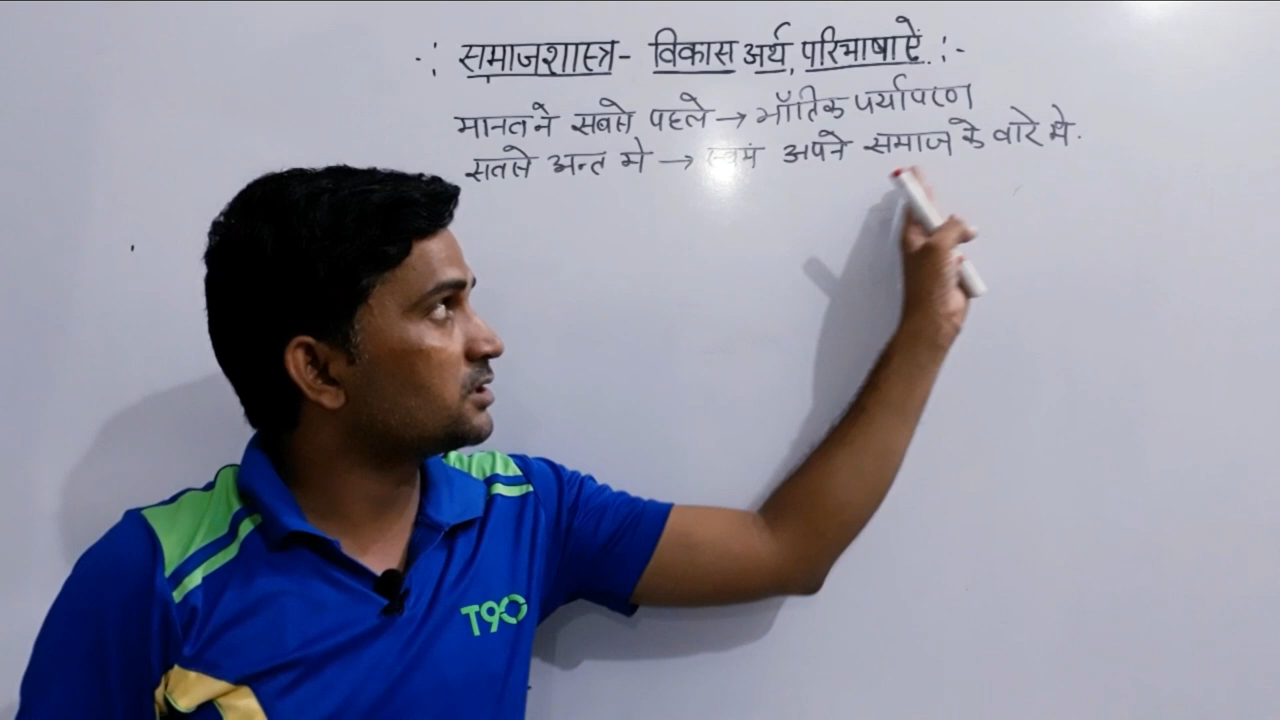 -: समाजशास्त्र - विकास अर्थ, परिभाषाऐं :-
मानव ने सबसे पहले → भौतिक पर्यावरण
सबसे अन्त मे → स्वयं अपने समाज के बारे मे.
T90